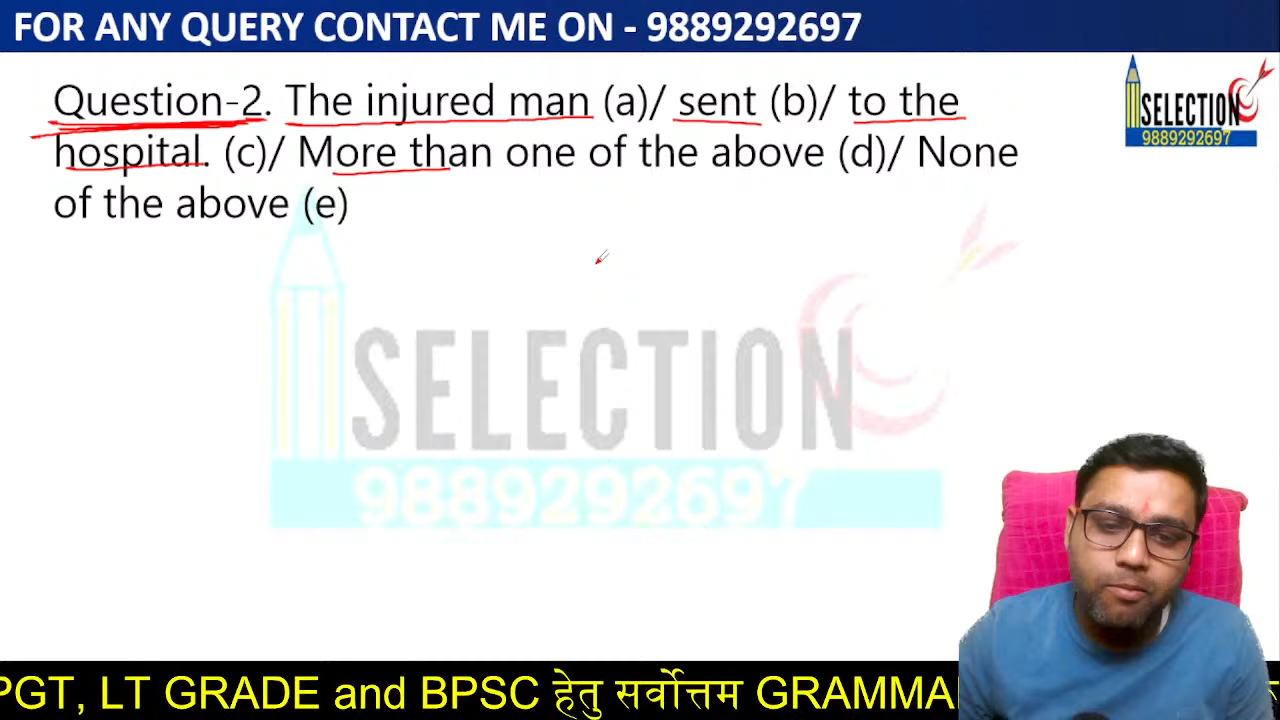 FOR ANY QUERY CONTACT ME ON - 9889292697
Question-2. The injured man (a)/ sent (b)/ to the
hospital. (c)/ More than one of the above (d)/ None
of the above (e)
SELECTION
9889292697
SELECTION
9889292697
PGT, LT GRADE and BPSC हेतु सर्वोत्तम GRAMMA